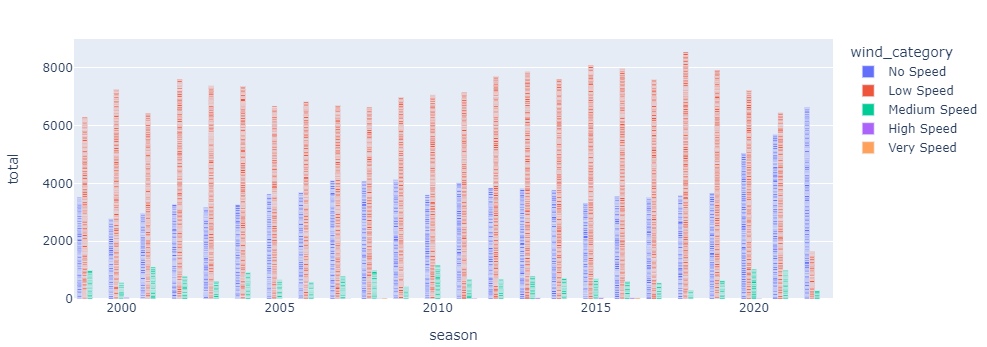 wind_category
No Speed
Low Speed
Medium Speed
High Speed
Very Speed
total
8000
6000
4000
2000
0
2000
2005
2010
2015
2020
season